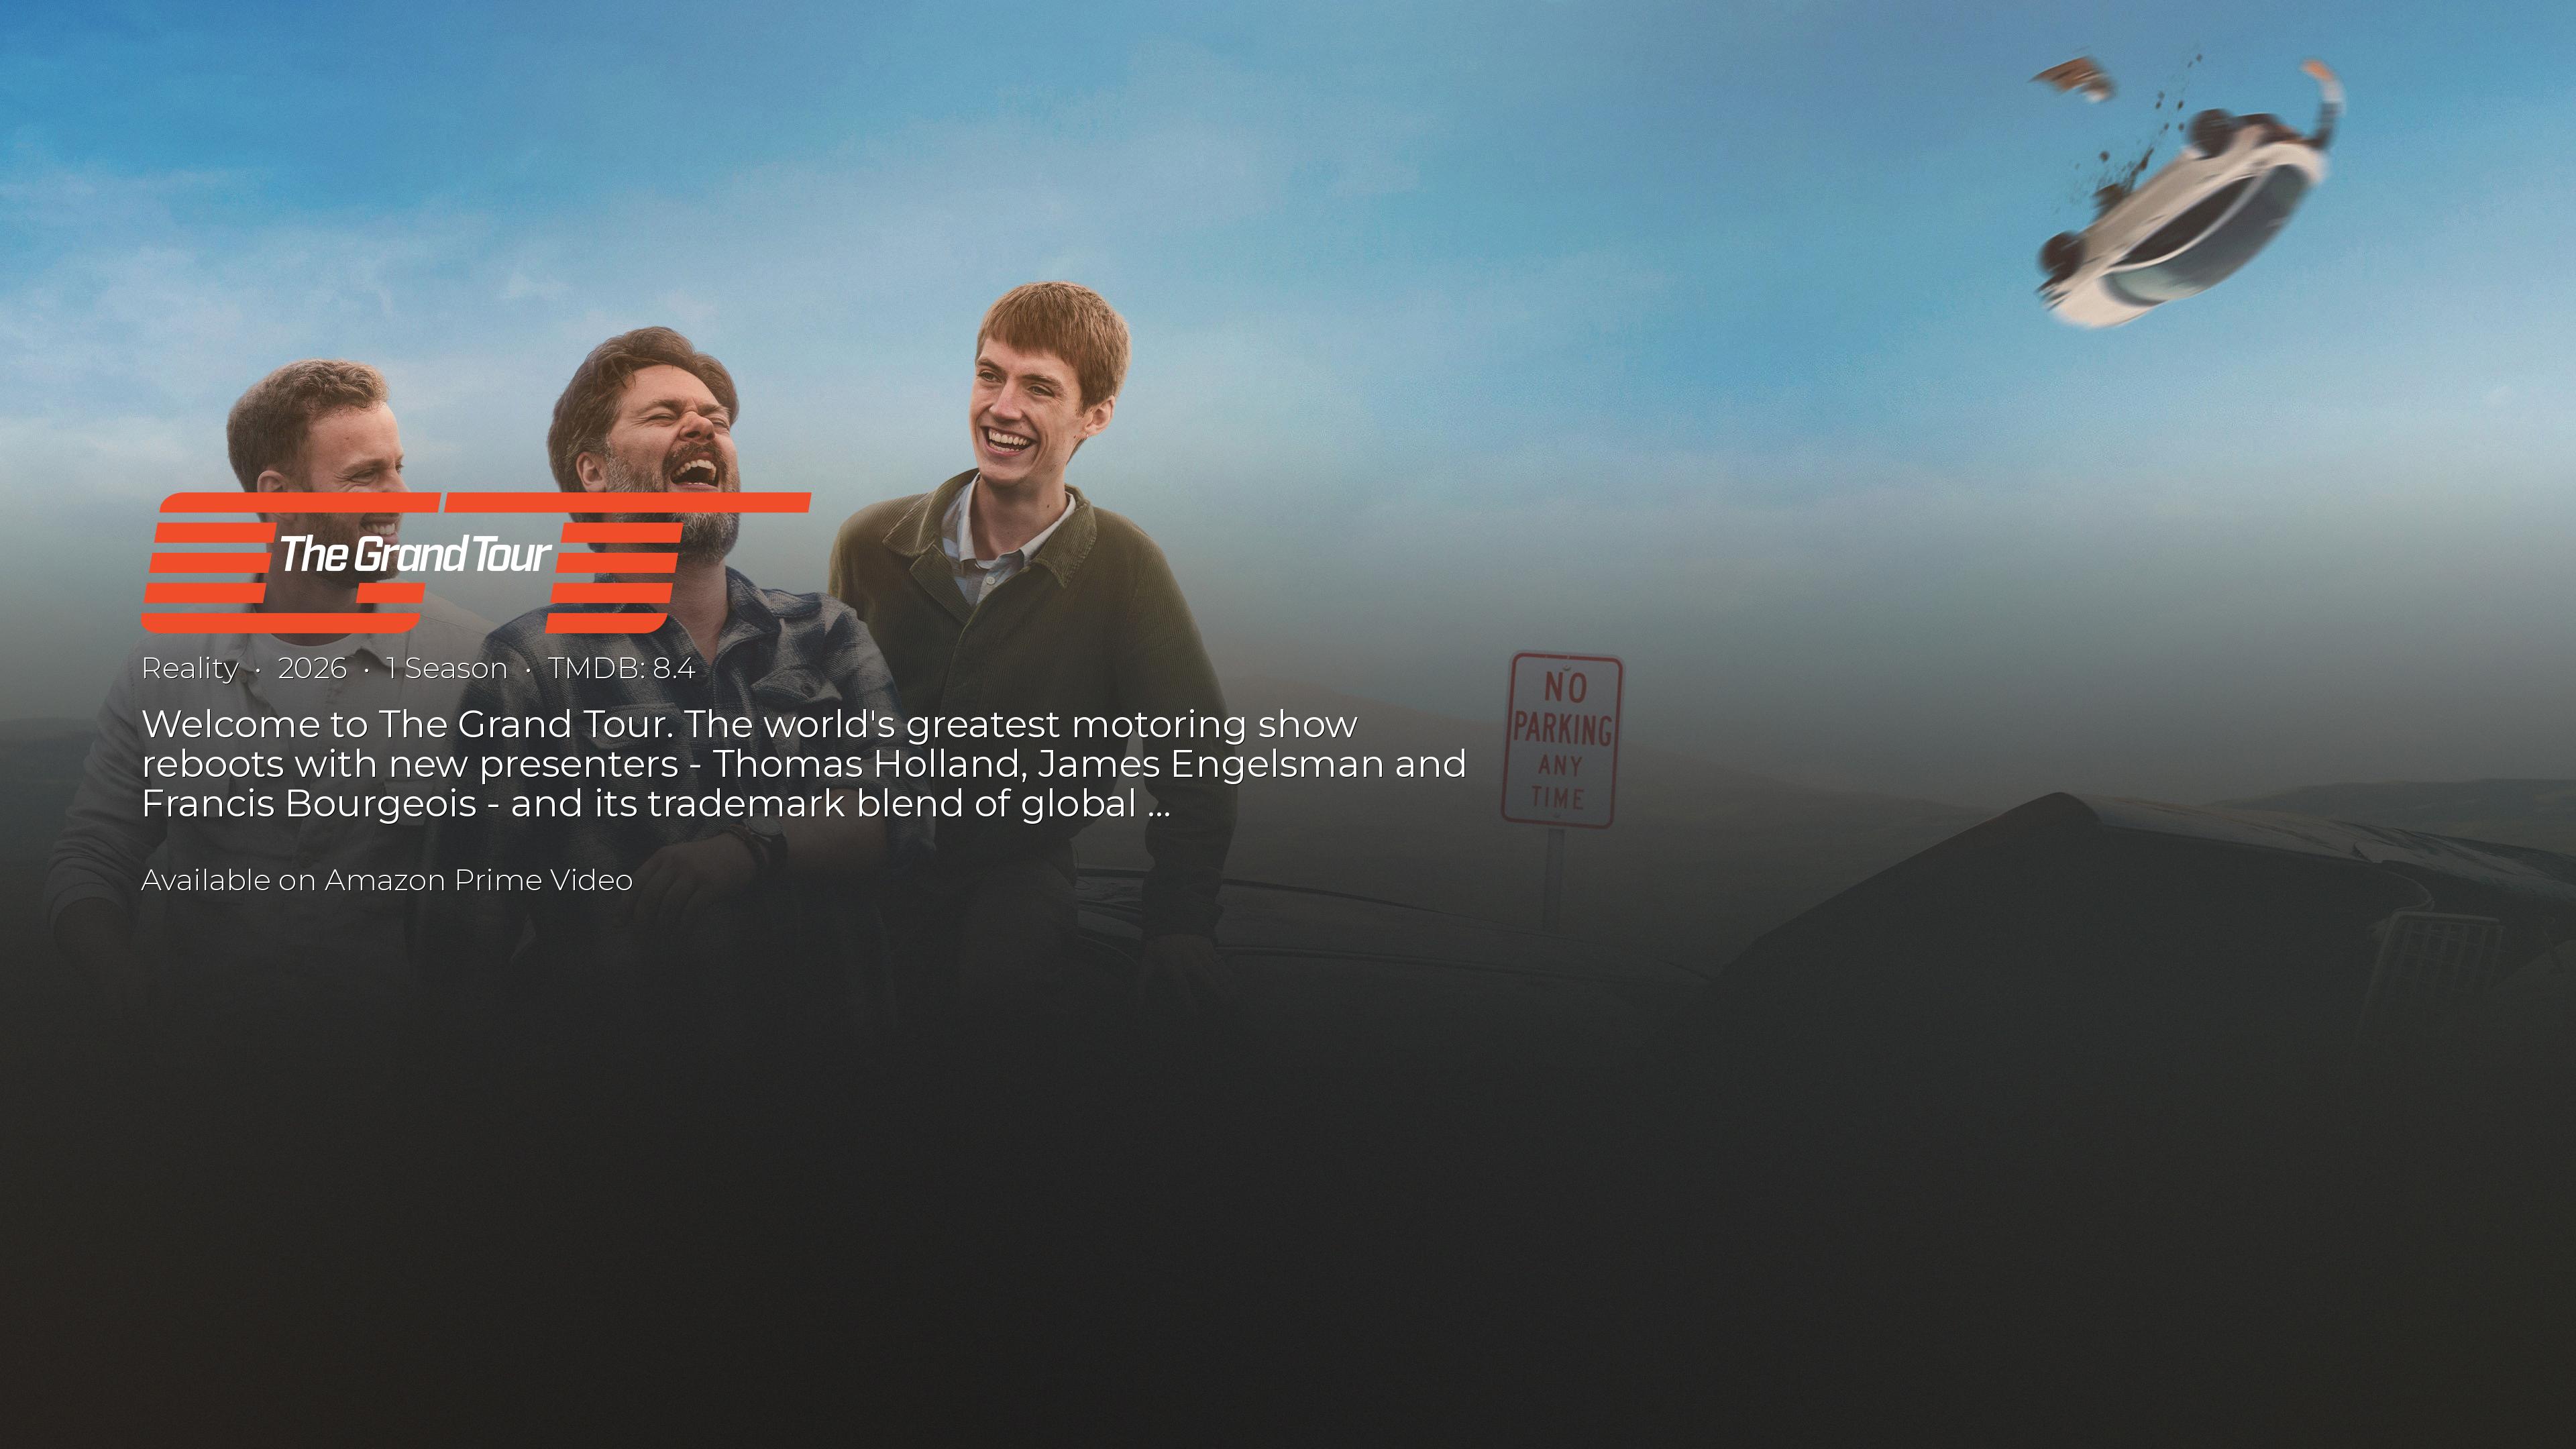 The Grand Tour
Reality · 2026 · 1 Season · TMDB: 8.4
Welcome to The Grand Tour. The world's greatest motoring show
reboots with new presenters - Thomas Holland, James Engelsman and
Francis Bourgeois - and its trademark blend of global ...
Available on Amazon Prime Video
NO
PARKING
ANY
TIME